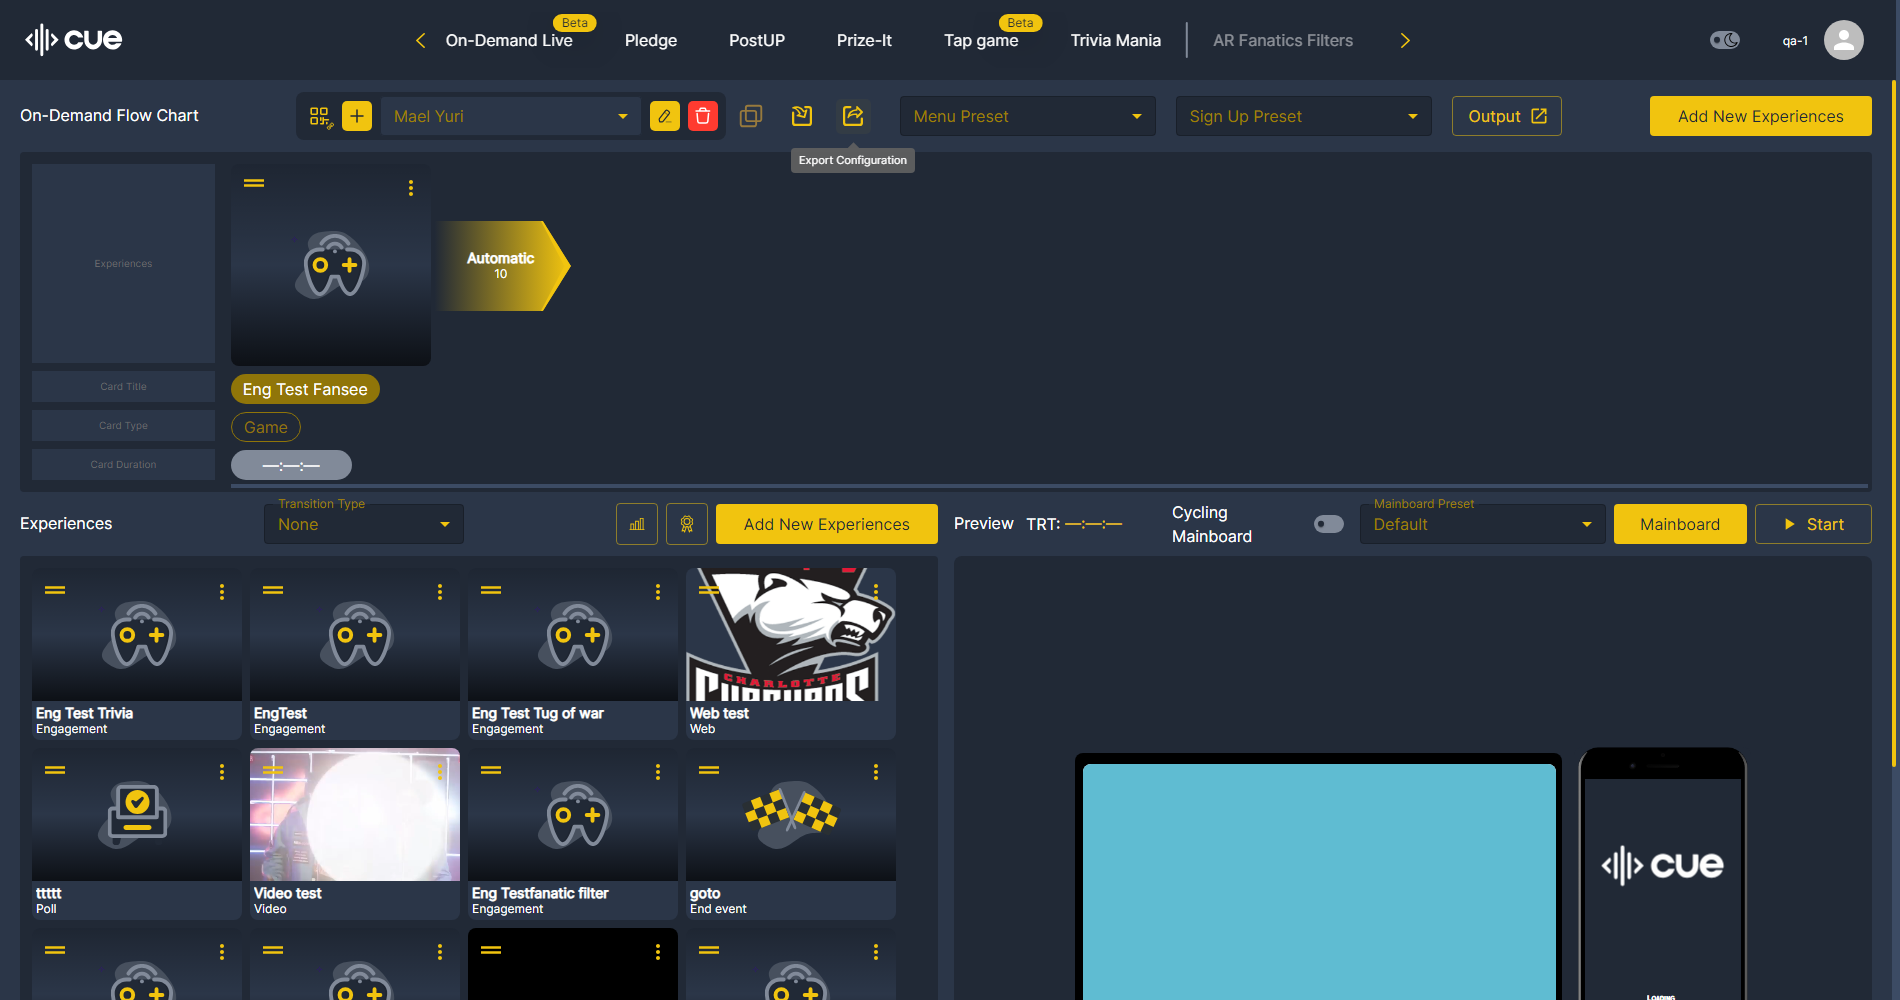 cue
On-Demand Live
Beta
Pledge
PostUP
Prize-It
Tap game
Beta
Trivia Mania
AR Fanatics Filters
qa-1
On-Demand Flow Chart
Mael Yuri
Menu Preset
Sign Up Preset
Output
Add New Experiences
Export Configuration
Experiences
Automatic
10
Card Title
Eng Test Fansee
Card Type
Game
Card Duration
—:—:—
Experiences
Transition Type
None
Add New Experiences
Preview
TRT: —:—:—
Cycling
Mainboard
Mainboard Preset
Default
Mainboard
Start
Eng Test Trivia
Engagement
EngTest
Engagement
Eng Test Tug of war
Engagement
CHARLOTTE
Web test
Web
ttttt
Poll
Video test
Video
Eng Testfanatic filter
Engagement
goto
End event
cue
LOADING